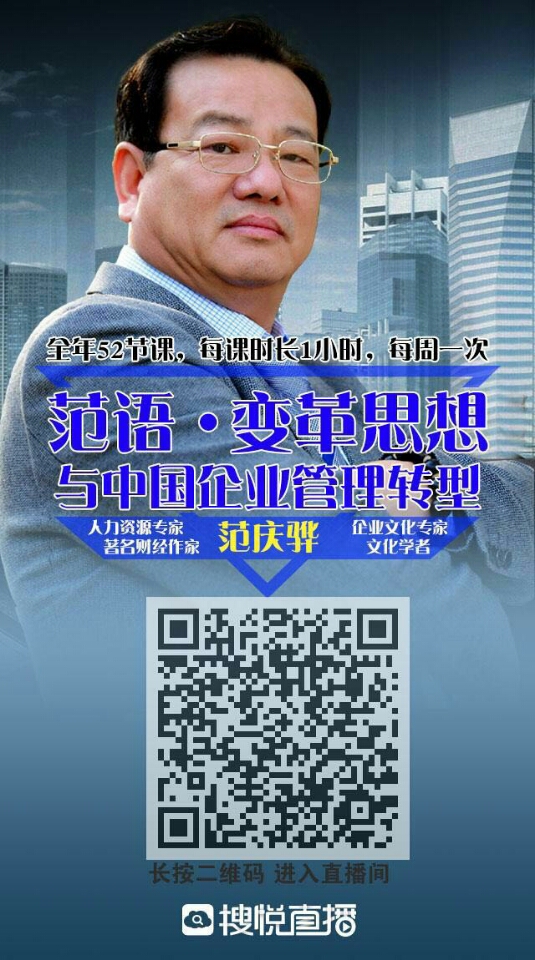 全年52节课，每课时长1小时，每周一次
范语·变革思想
与中国企业管理转型
人力资源专家
著名财经作家
范庆骅
企业文化专家
文化学者
长按二维码 进入直播间
搜悦直播